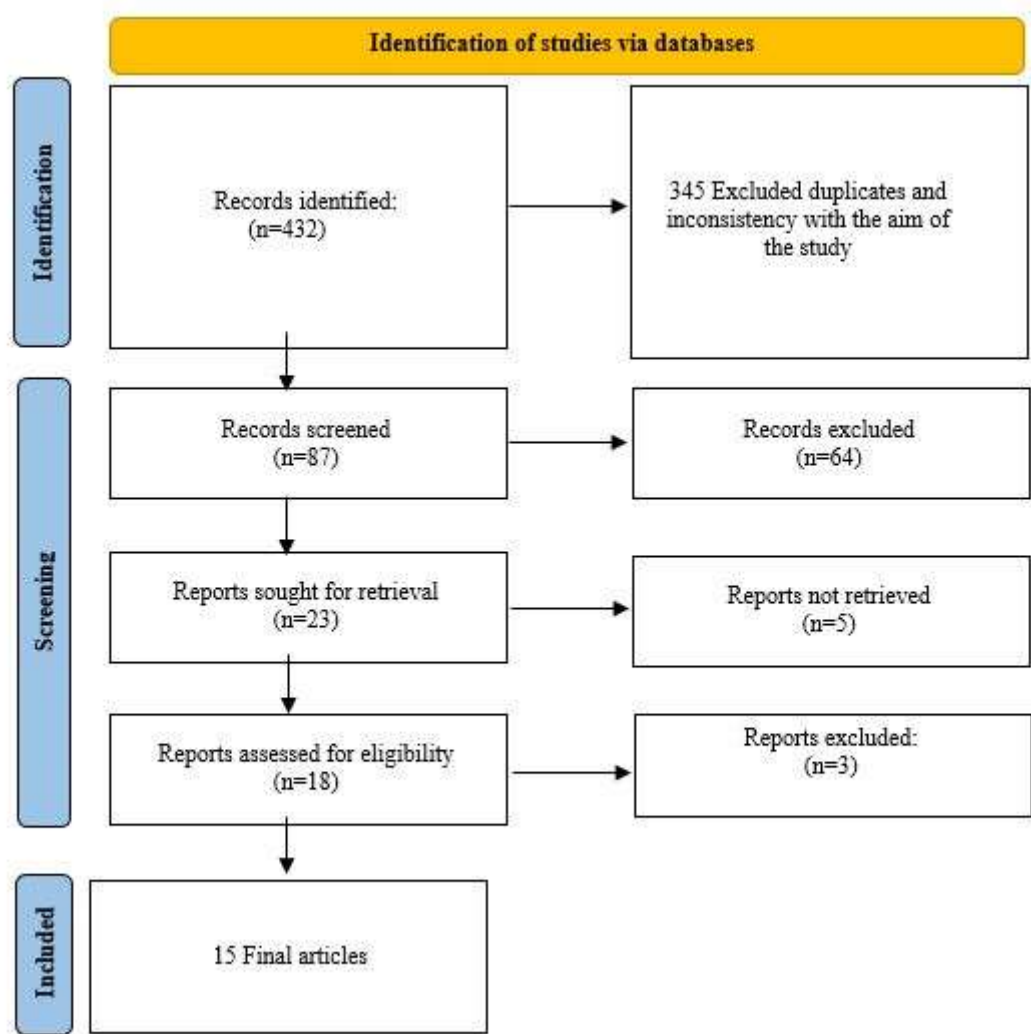 Identification of studies via databases
Identification
Records identified:
(n=432)
345 Excluded duplicates and
inconsistency with the aim of
the study
Screening
Records screened
(n=87)
Records excluded
(n=64)
Reports sought for retrieval
(n=23)
Reports not retrieved
(n=5)
Reports assessed for eligibility
(n=18)
Reports excluded:
(n=3)
Included
15 Final articles